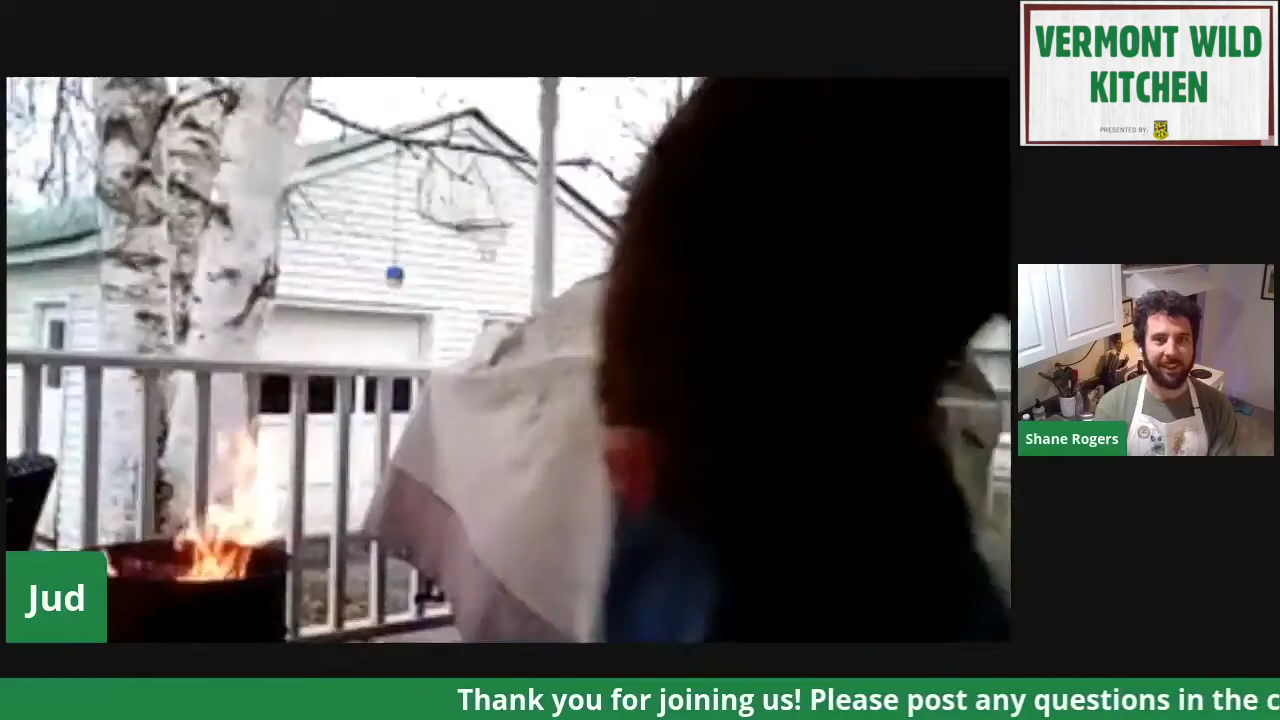 VERMONT WILD
KITCHEN
PRESENTED BY:
Shane Rogers
Jud
Thank you for joining us! Please post any questions in the c